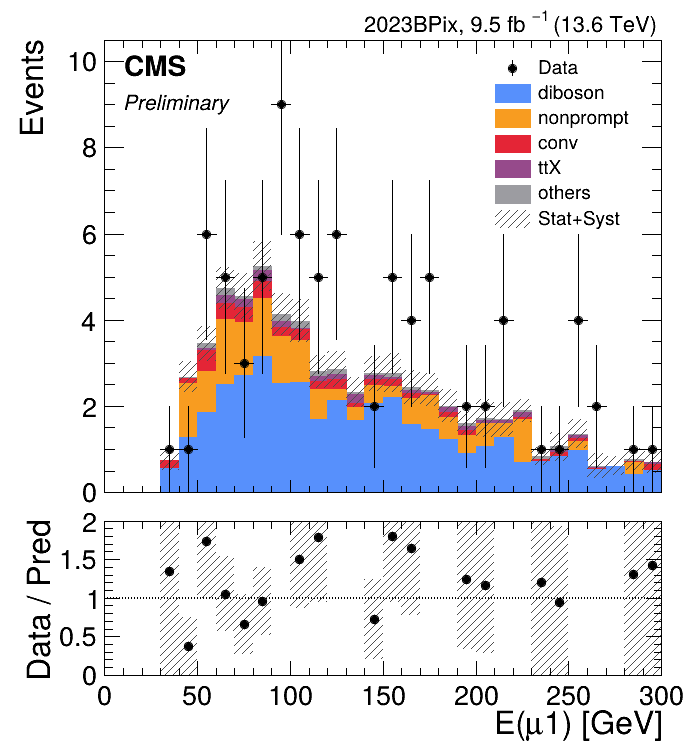 2023BPix, 9.5 fb⁻¹ (13.6 TeV)
CMS
Preliminary
Events
10
8
6
4
2
0
Data
diboson
nonprompt
conv
ttX
others
Stat+Syst
Data / Pred
2
1.5
1
0.5
0
0 50 100 150 200 250 300
E(μ1) [GeV]